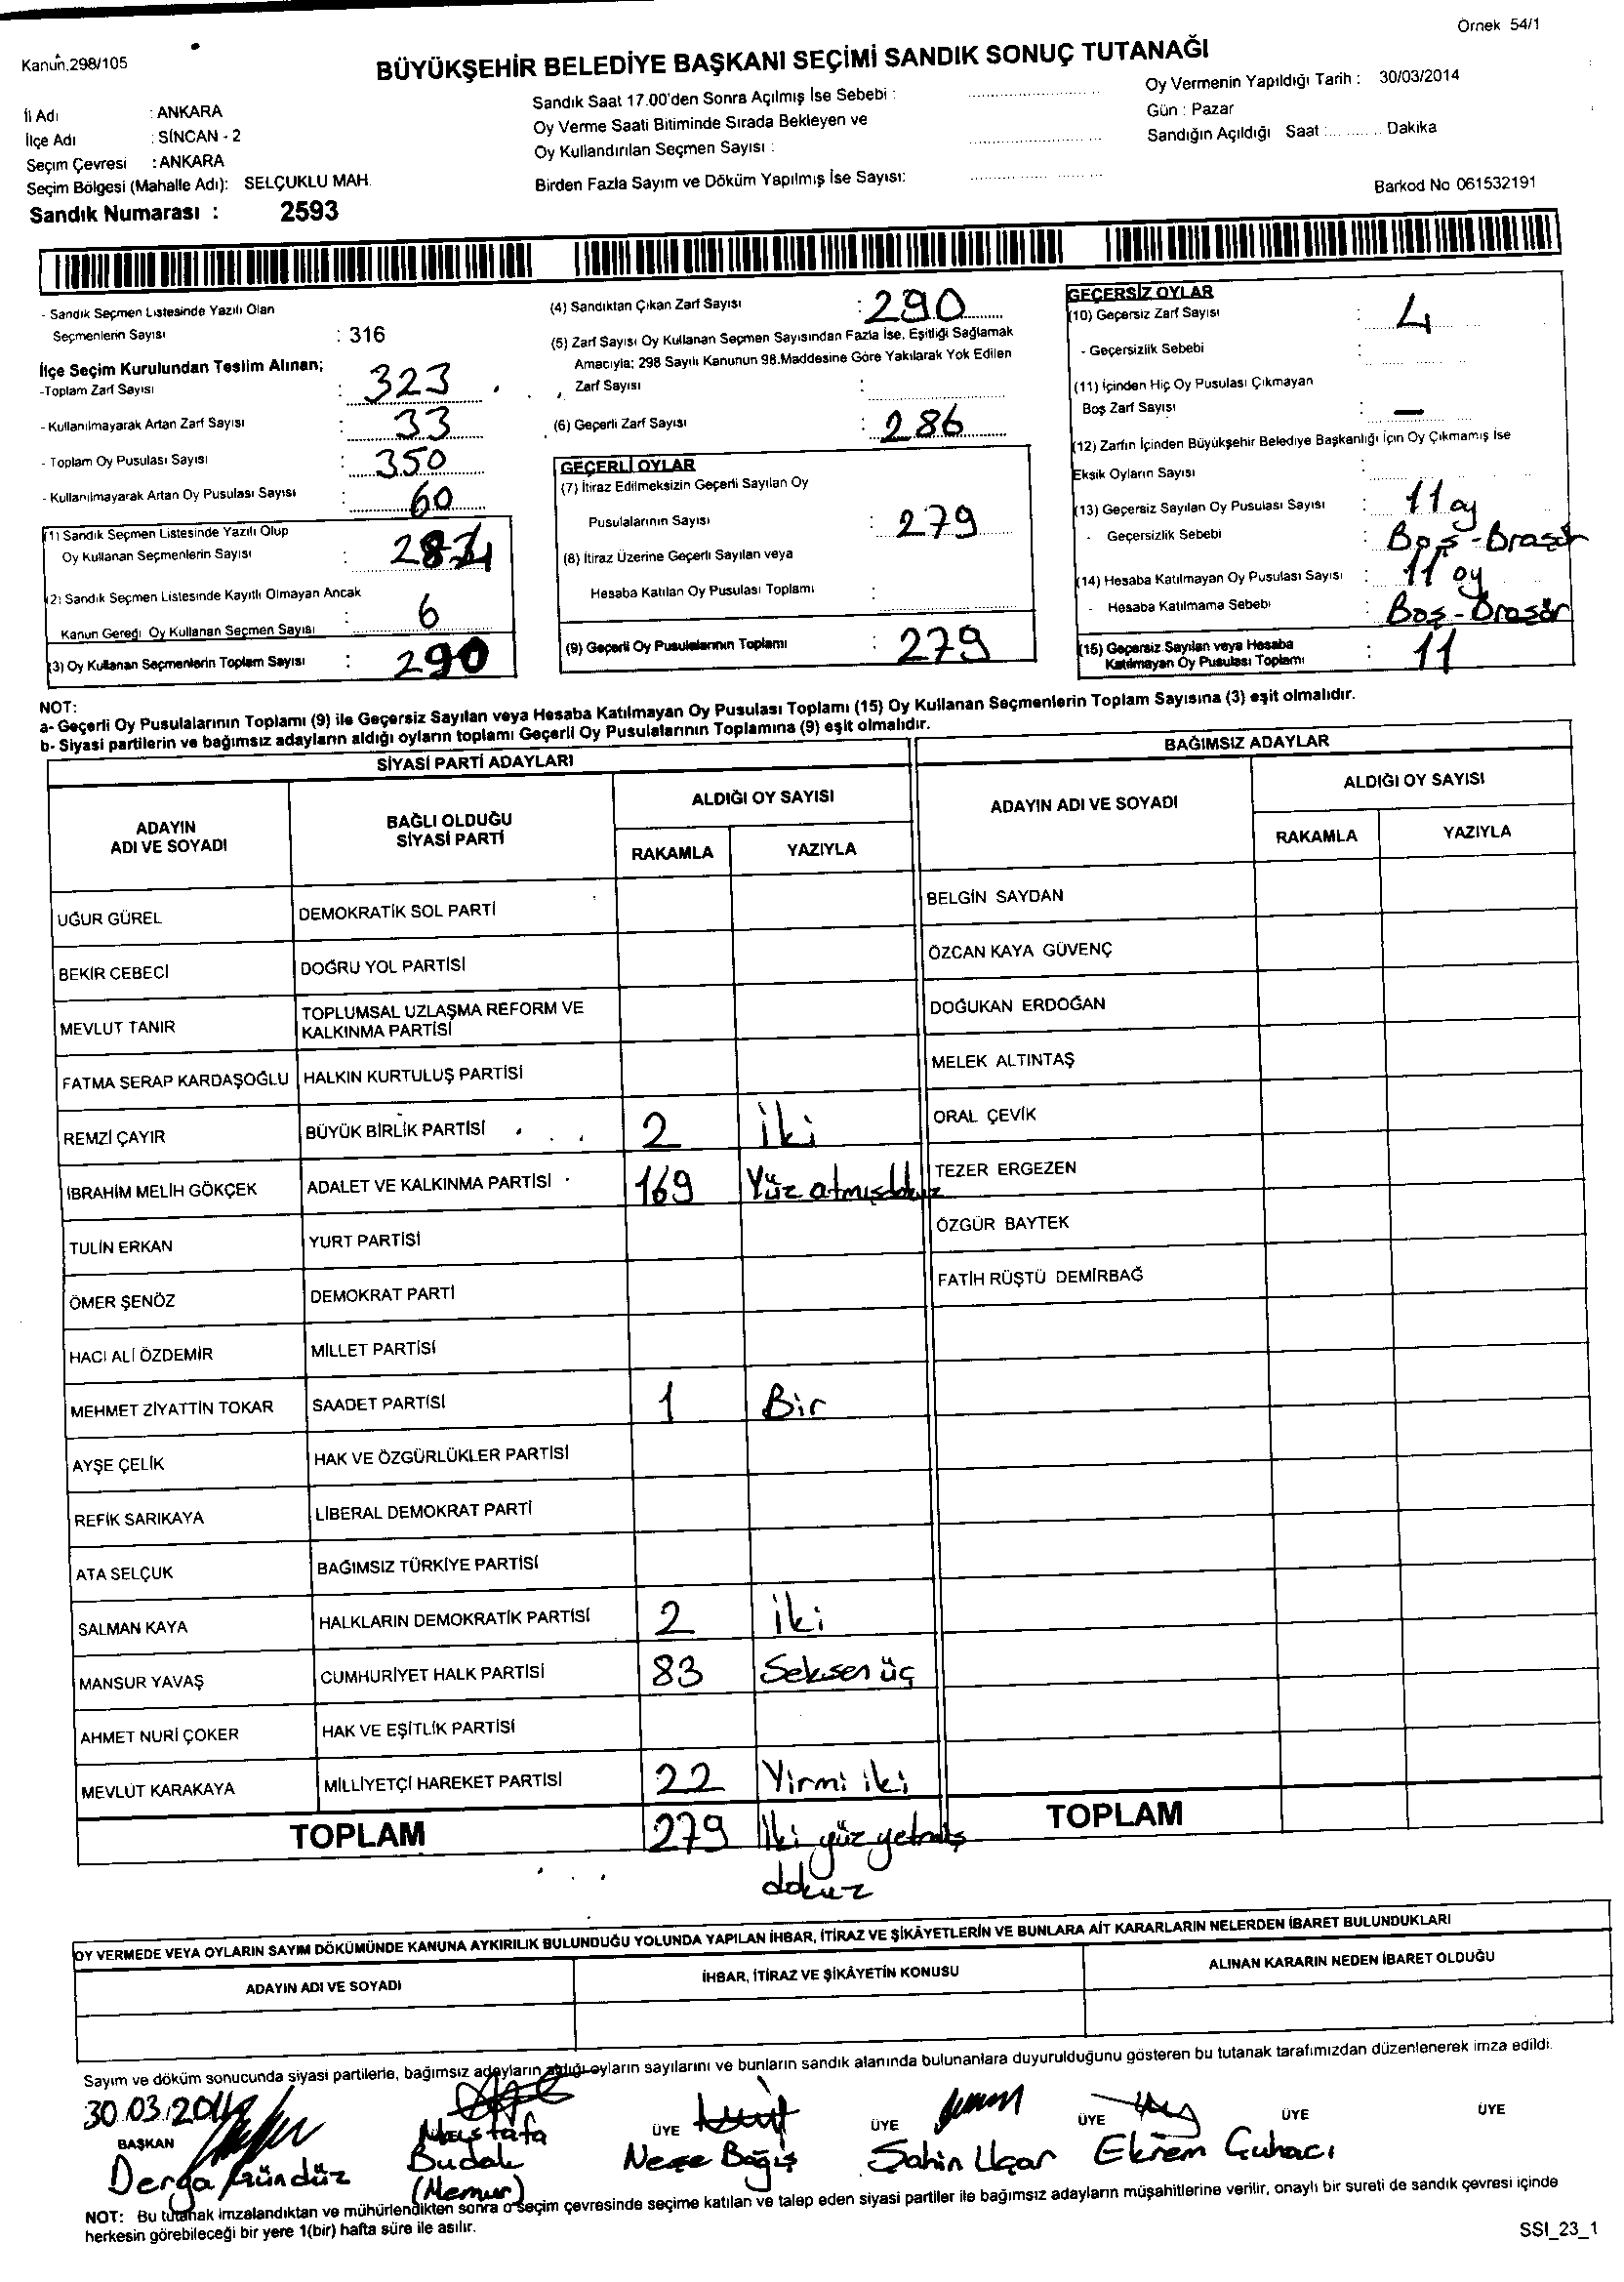 Örnek 54/1
Kanun.298/105
BÜYÜKŞEHİR BELEDİYE BAŞKANI SEÇİMİ SANDIK SONUÇ TUTANAĞI
İl Adı : ANKARA
İlçe Adı : SİNCAN - 2
Seçim Çevresi : ANKARA
Seçim Bölgesi (Mahalle Adı): SELÇUKLU MAH.
Sandık Numarası : 2593
Sandık Saat 17.00'den Sonra Açılmış İse Sebebi :
Oy Verme Saati Bitiminde Sırada Bekleyen ve
Oy Kullandırılan Seçmen Sayısı :
Birden Fazla Sayım ve Döküm Yapılmış İse Sayısı:
Oy Vermenin Yapıldığı Tarih : 30/03/2014
Gün : Pazar
Sandığın Açıldığı Saat :.......... Dakika
Barkod No 061532191
- Sandık Seçmen Listesinde Yazılı Olan
Seçmenlerin Sayısı : 316
İlçe Seçim Kurulundan Teslim Alınan;
-Toplam Zarf Sayısı : 323
- Kullanılmayarak Artan Zarf Sayısı : 33
- Toplam Oy Pusulası Sayısı : 350
- Kullanılmayarak Artan Oy Pusulası Sayısı : 60
(1) Sandık Seçmen Listesinde Yazılı Olup
Oy Kullanan Seçmenlerin Sayısı : 284
(2) Sandık Seçmen Listesinde Kayıtlı Olmayan Ancak
Kanun Gereği Oy Kullanan Seçmen Sayısı : 6
(3) Oy Kullanan Seçmenlerin Toplam Sayısı : 290
(4) Sandıktan Çıkan Zarf Sayısı : 290
(5) Zarf Sayısı Oy Kullanan Seçmen Sayısından Fazla İse, Eşitliği Sağlamak
Amacıyla; 298 Sayılı Kanunun 98.Maddesine Göre Yakılarak Yok Edilen
Zarf Sayısı :
(6) Geçerli Zarf Sayısı : 286
GEÇERLİ OYLAR
(7) İtiraz Edilmeksizin Geçerli Sayılan Oy
Pusulalarının Sayısı : 279
(8) İtiraz Üzerine Geçerli Sayılan veya
Hesaba Katılan Oy Pusulası Toplamı :
(9) Geçerli Oy Pusulalarının Toplamı : 279
GEÇERSİZ OYLAR
(10) Geçersiz Zarf Sayısı : 4
- Geçersizlik Sebebi :
(11) İçinden Hiç Oy Pusulası Çıkmayan
Boş Zarf Sayısı : —
(12) Zarfın İçinden Büyükşehir Belediye Başkanlığı İçin Oy Çıkmamış İse
Eksik Oyların Sayısı :
(13) Geçersiz Sayılan Oy Pusulası Sayısı : 11 oy
- Geçersizlik Sebebi : Boş -
(14) Hesaba Katılmayan Oy Pusulası Sayısı : 11 oy
- Hesaba Katılmama Sebebi : Boş -
(15) Geçersiz Sayılan veya Hesaba
Katılmayan Oy Pusulası Toplamı : 11
NOT:
a- Geçerli Oy Pusulalarının Toplamı (9) ile Geçersiz Sayılan veya Hesaba Katılmayan Oy Pusulası Toplamı (15) Oy Kullanan Seçmenlerin Toplam Sayısına (3) eşit olmalıdır.
b- Siyasi partilerin ve bağımsız adayların aldığı oyların toplamı Geçerli Oy Pusulalarının Toplamına (9) eşit olmalıdır.
SİYASİ PARTİ ADAYLARI
ADAYIN
ADI VE SOYADI
BAĞLI OLDUĞU
SİYASİ PARTİ
ALDIĞI OY SAYISI
RAKAMLA YAZIYLA
UĞUR GÜREL DEMOKRATİK SOL PARTİ
BEKİR CEBECİ DOĞRU YOL PARTİSİ
MEVLUT TANIR TOPLUMSAL UZLAŞMA REFORM VE
KALKINMA PARTİSİ
FATMA SERAP KARDAŞOĞLU HALKIN KURTULUŞ PARTİSİ
REMZİ ÇAYIR BÜYÜK BİRLİK PARTİSİ 2 iki
İBRAHİM MELİH GÖKÇEK ADALET VE KALKINMA PARTİSİ 169 Yüz atmışdokuz
TULİN ERKAN YURT PARTİSİ
ÖMER ŞENÖZ DEMOKRAT PARTİ
HACI ALİ ÖZDEMİR MİLLET PARTİSİ
MEHMET ZİYATTİN TOKAR SAADET PARTİSİ 1 Bir
AYŞE ÇELİK HAK VE ÖZGÜRLÜKLER PARTİSİ
REFİK SARIKAYA LİBERAL DEMOKRAT PARTİ
ATA SELÇUK BAĞIMSIZ TÜRKİYE PARTİSİ
SALMAN KAYA HALKLARIN DEMOKRATİK PARTİSİ 2 iki
MANSUR YAVAŞ CUMHURİYET HALK PARTİSİ 83 Seksen üç
AHMET NURİ ÇOKER HAK VE EŞİTLİK PARTİSİ
MEVLÜT KARAKAYA MİLLİYETÇİ HAREKET PARTİSİ 22 Yirmi iki
TOPLAM 279 İki yüz yetmiş
dokuz
BAĞIMSIZ ADAYLAR
ADAYIN ADI VE SOYADI
ALDIĞI OY SAYISI
RAKAMLA YAZIYLA
BELGİN SAYDAN
ÖZCAN KAYA GÜVENÇ
DOĞUKAN ERDOĞAN
MELEK ALTINTAŞ
ORAL ÇEVİK
TEZER ERGEZEN
ÖZGÜR BAYTEK
FATİH RÜŞTÜ DEMİRBAĞ
TOPLAM
OY VERMEDE VEYA OYLARIN SAYIM DÖKÜMÜNDE KANUNA AYKIRILIK BULUNDUĞU YOLUNDA YAPILAN İHBAR, İTİRAZ VE ŞİKÂYETLERİN VE BUNLARA AİT KARARLARIN NELERDEN İBARET BULUNDUKLARI
ADAYIN ADI VE SOYADI İHBAR, İTİRAZ VE ŞİKÂYETİN KONUSU ALINAN KARARIN NEDEN İBARET OLDUĞU
Sayım ve döküm sonucunda siyasi partilerle, bağımsız adayların aldığı oyların sayılarını ve bunların sandık alanında bulunanlara duyurulduğunu gösteren bu tutanak tarafımızdan düzenlenerek imza edildi.
30.03.2014
BAŞKAN ÜYE ÜYE ÜYE ÜYE ÜYE
Derya Gündüz Mustafa Budak (Memur) Neşe Bağış Şahin Uçar Ekrem
NOT: Bu tutanak imzalandıktan ve mühürlendikten sonra o seçim çevresinde seçime katılan ve talep eden siyasi partiler ile bağımsız adayların müşahitlerine verilir, onaylı bir sureti de sandık çevresi içinde
herkesin görebileceği bir yere 1(bir) hafta süre ile asılır.
SSI_23_1